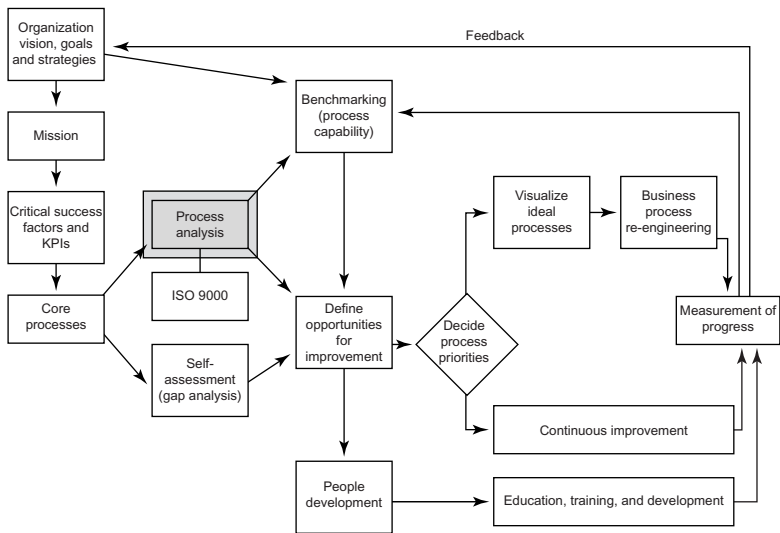 Organization
vision, goals
and strategies
Feedback
Benchmarking
(process
capability)
Mission
Critical success
factors and
KPIs
Process
analysis
Visualize
ideal
processes
Business
process
re-engineering
ISO 9000
Core
processes
Define
opportunities
for
improvement
Decide
process
priorities
Measurement of
progress
Self-
assessment
(gap analysis)
Continuous improvement
People
development
Education, training, and development